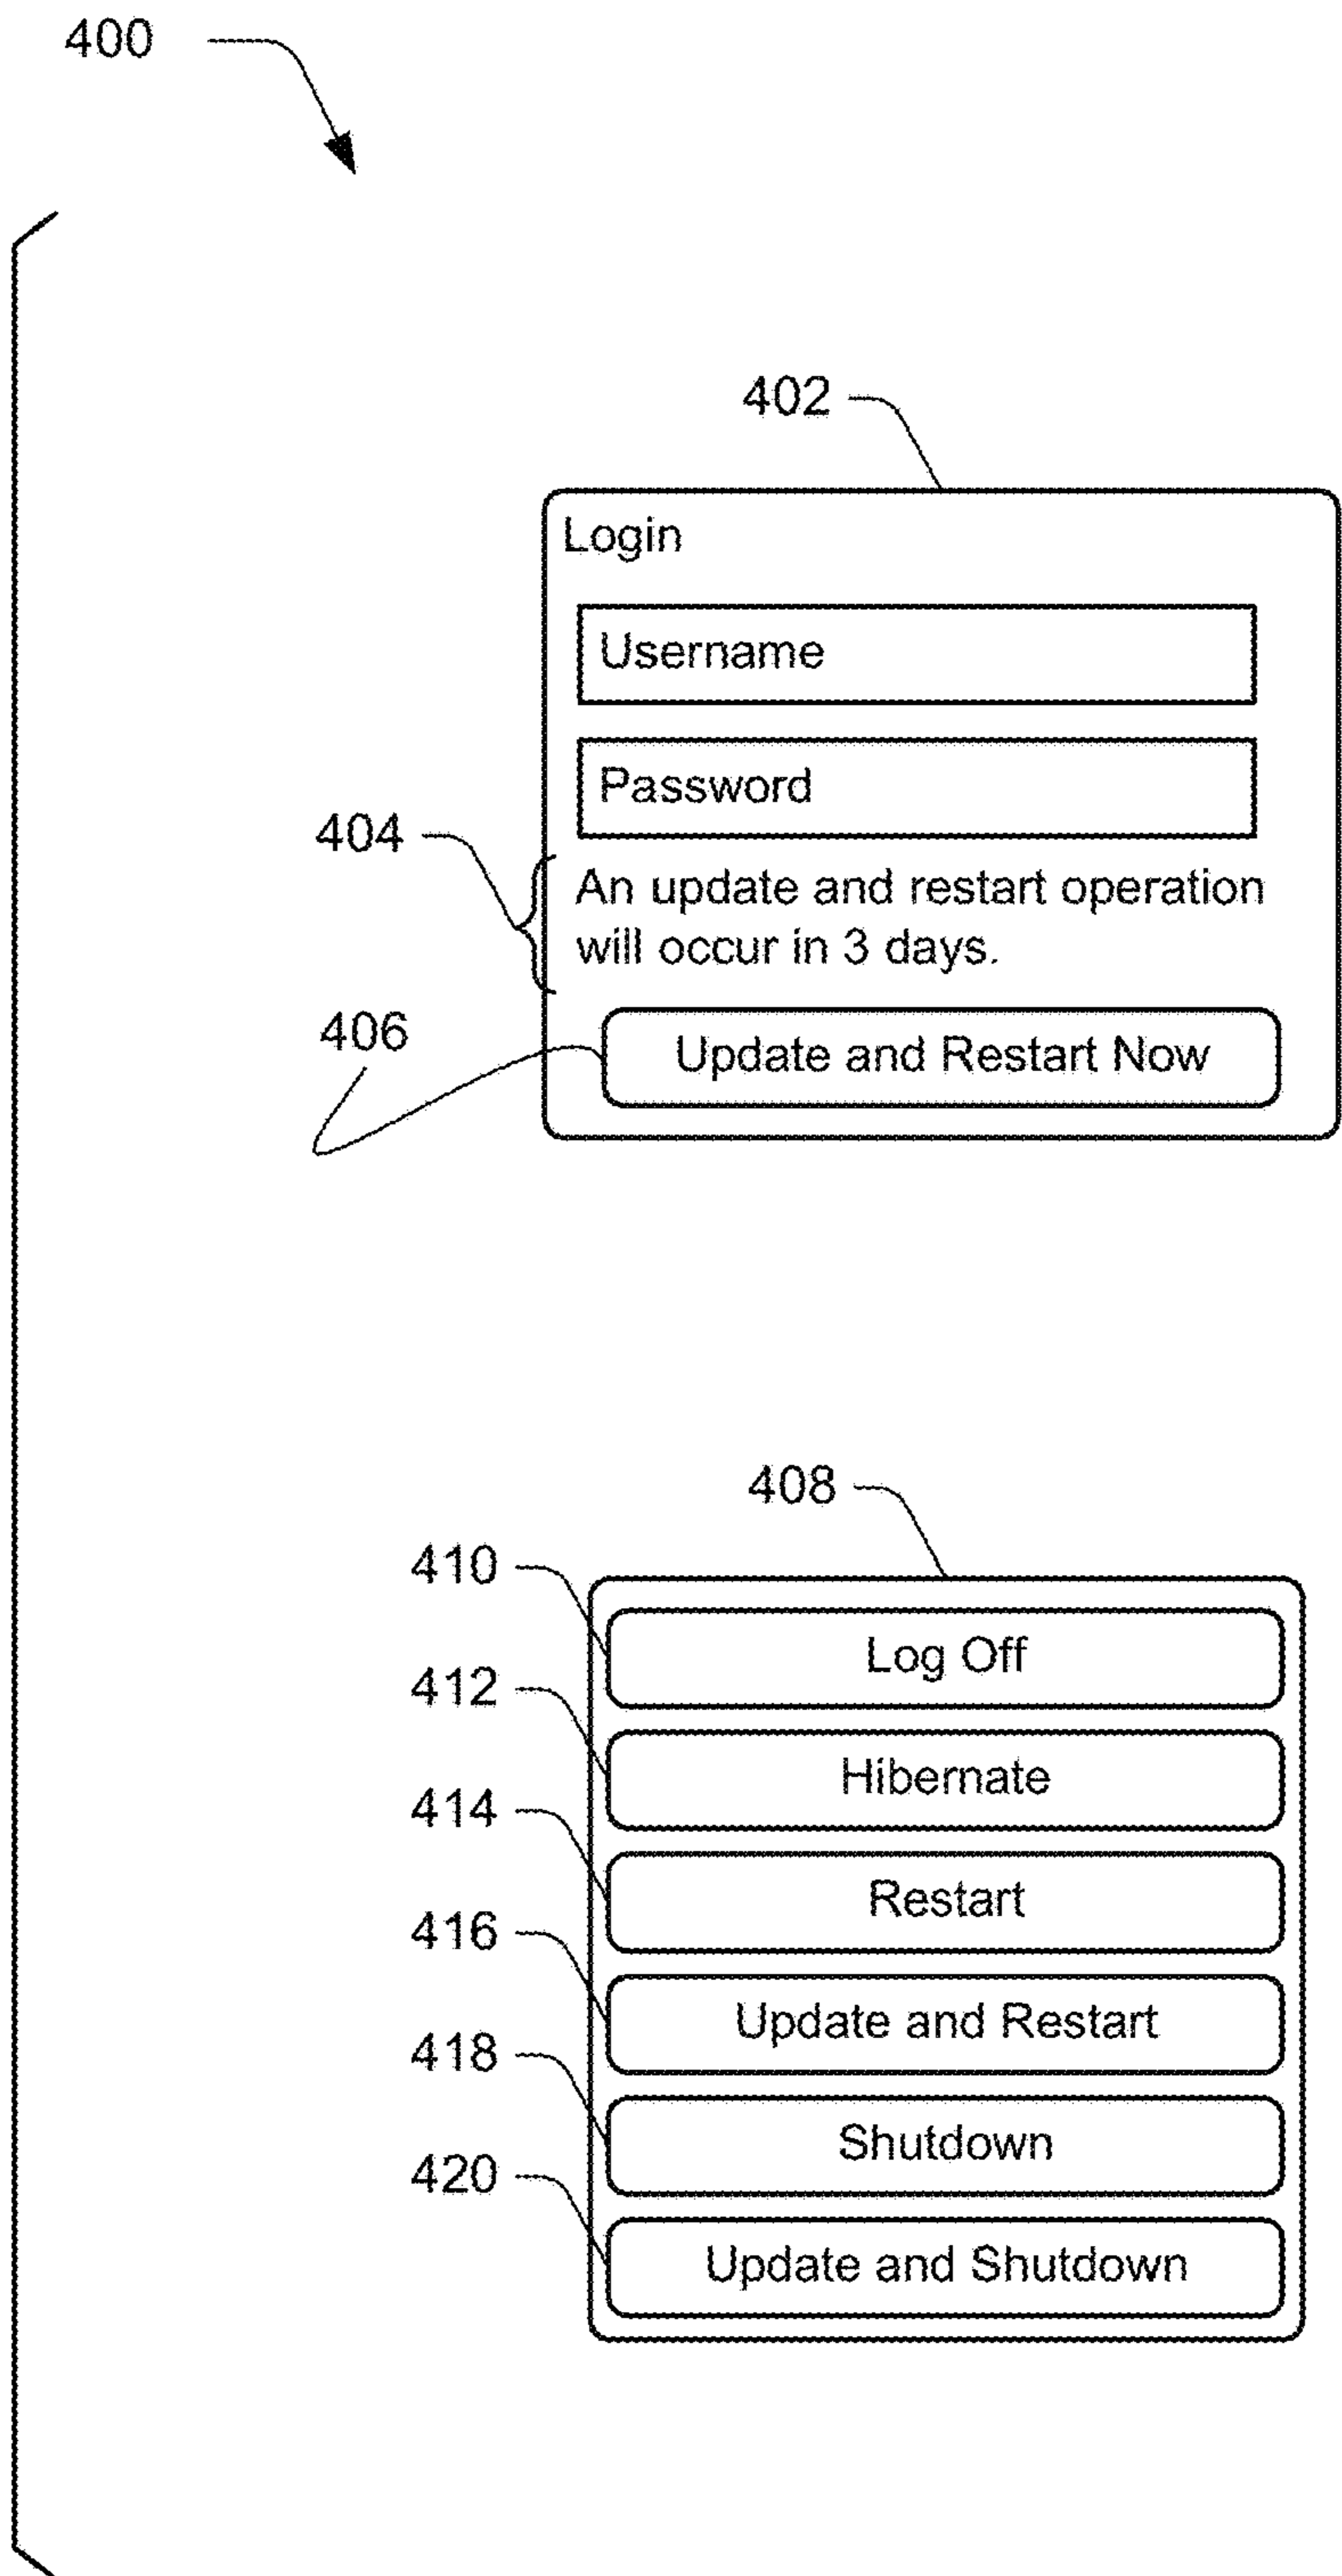 400
402
Login
Username
Password
404
An update and restart operation
will occur in 3 days.
406
Update and Restart Now
408
410
Log Off
412
Hibernate
414
Restart
416
Update and Restart
418
Shutdown
420
Update and Shutdown